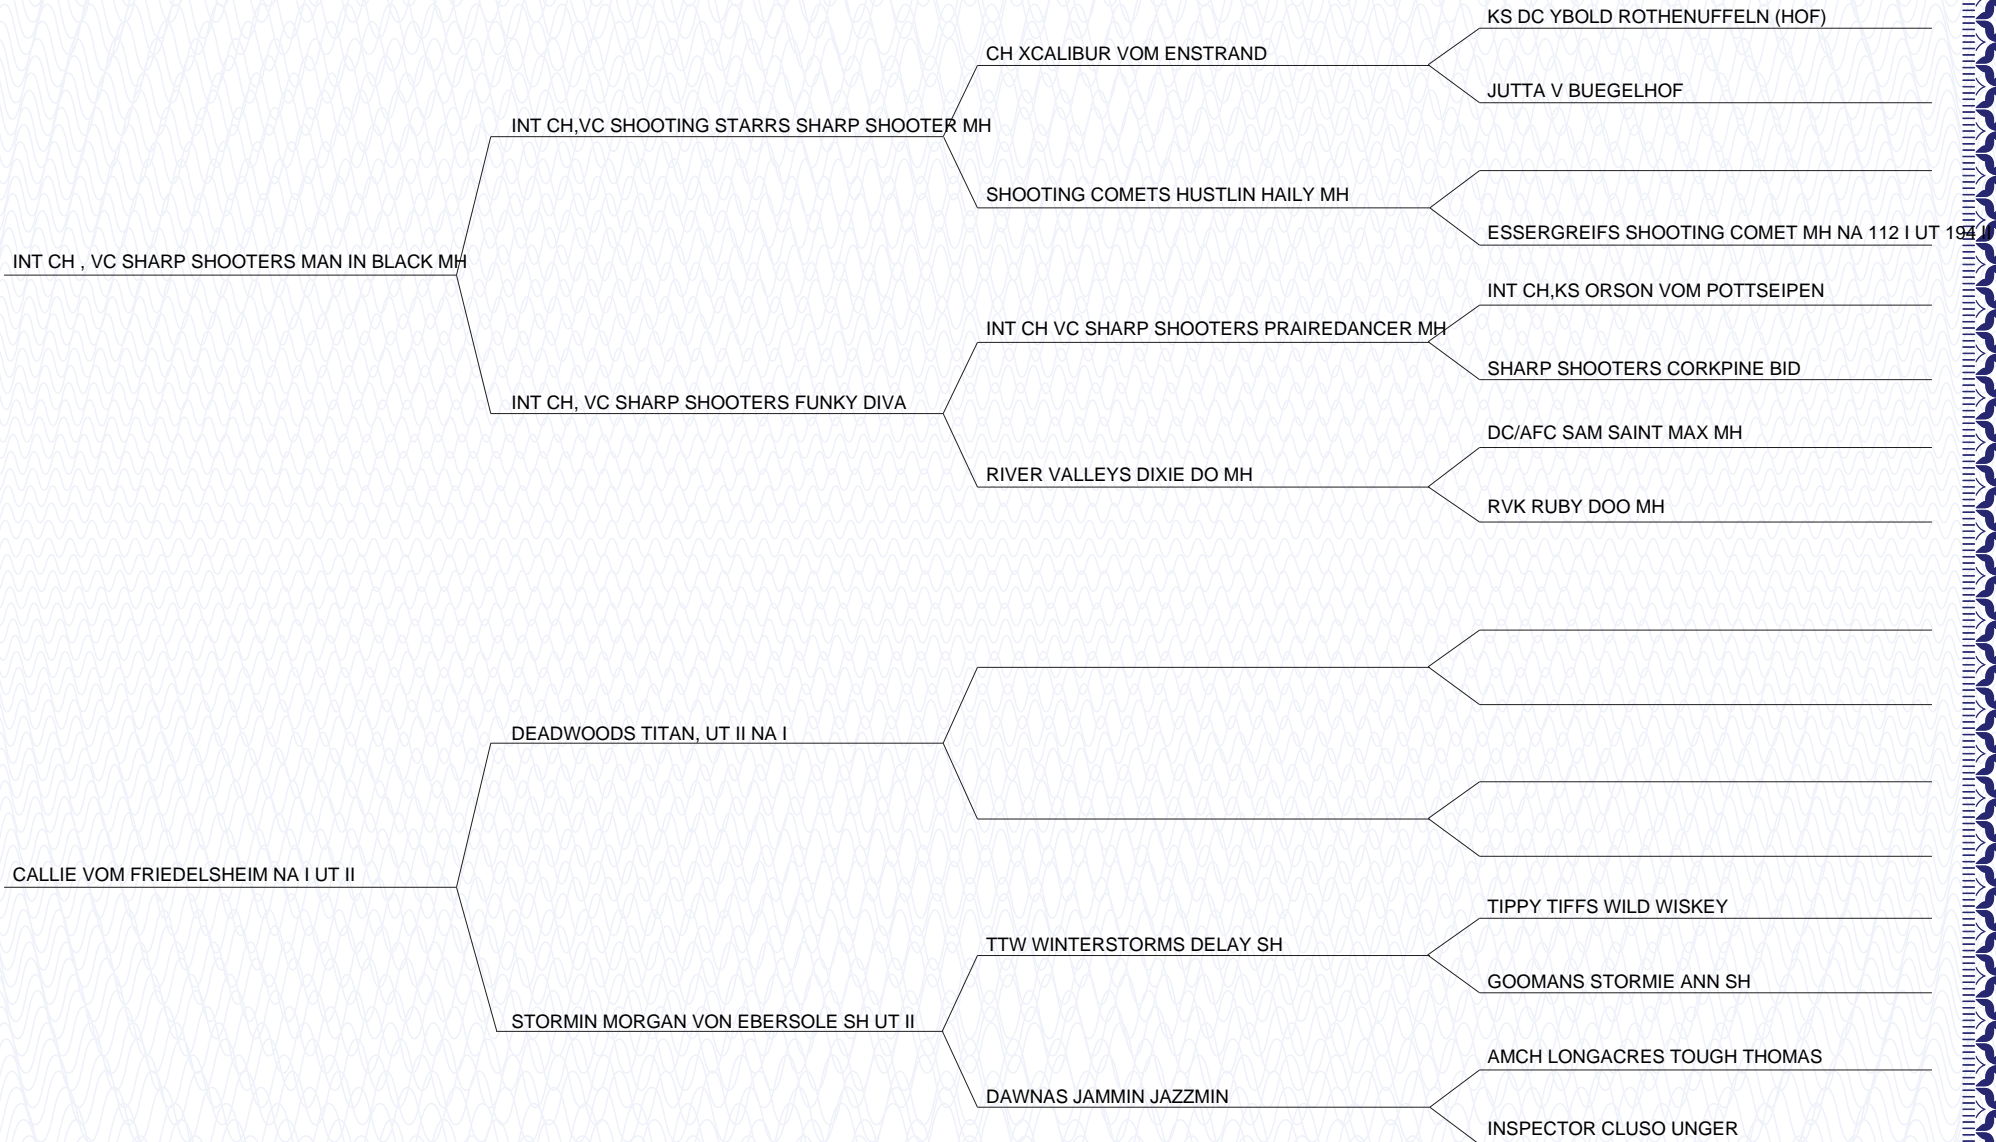 KS DC YBOLD ROTHENUFFELN (HOF)
CH XCALIBUR VOM ENSTRAND
JUTTA V BUEGELHOF
INT CH,VC SHOOTING STARRS SHARP SHOOTER MH
SHOOTING COMETS HUSTLIN HAILY MH
ESSERGREIFS SHOOTING COMET MH NA 112 I UT 194 II
INT CH , VC SHARP SHOOTERS MAN IN BLACK MH
INT CH,KS ORSON VOM POTTSEIPEN
INT CH VC SHARP SHOOTERS PRAIREDANCER MH
SHARP SHOOTERS CORKPINE BID
INT CH, VC SHARP SHOOTERS FUNKY DIVA
DC/AFC SAM SAINT MAX MH
RIVER VALLEYS DIXIE DO MH
RVK RUBY DOO MH
DEADWOODS TITAN, UT II NA I
CALLIE VOM FRIEDELSHEIM NA I UT II
TIPPY TIFFS WILD WISKEY
TTW WINTERSTORMS DELAY SH
GOOMANS STORMIE ANN SH
STORMIN MORGAN VON EBERSOLE SH UT II
AMCH LONGACRES TOUGH THOMAS
DAWNAS JAMMIN JAZZMIN
INSPECTOR CLUSO UNGER